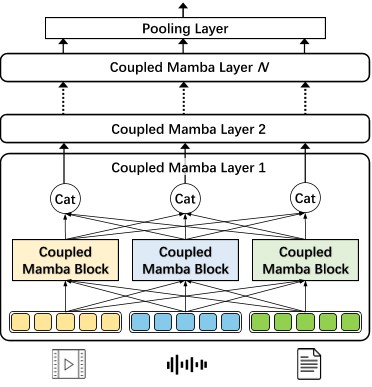 Pooling Layer
Coupled Mamba Layer N
Coupled Mamba Layer 2
Coupled Mamba Layer 1
Cat Cat Cat
Coupled Coupled Coupled
Mamba Block Mamba Block Mamba Block